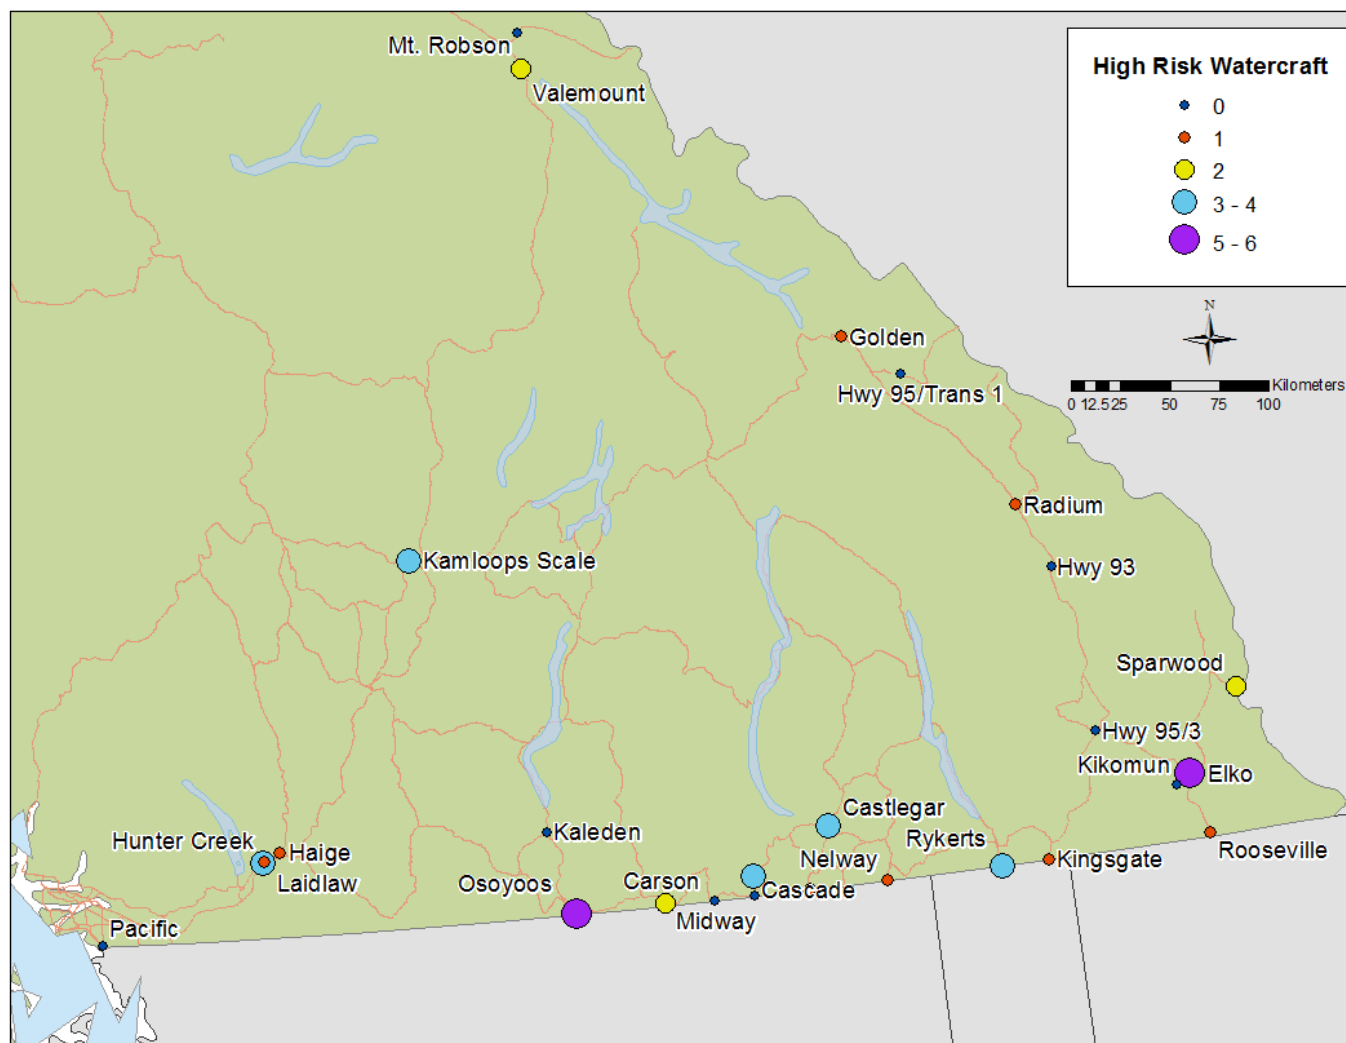 Mt. Robson
Valemount
High Risk Watercraft
0
1
2
3 - 4
5 - 6
N
Kilometers
0 12.5 25 50 75 100
Golden
Hwy 95/Trans 1
Radium
Kamloops Scale
Hwy 93
Sparwood
Hwy 95/3
Kikomun
Elko
Castlegar
Kaleden
Hunter Creek
Haige
Laidlaw
Nelway
Rykerts
Kingsgate
Rooseville
Osoyoos
Carson
Cascade
Midway
Pacific